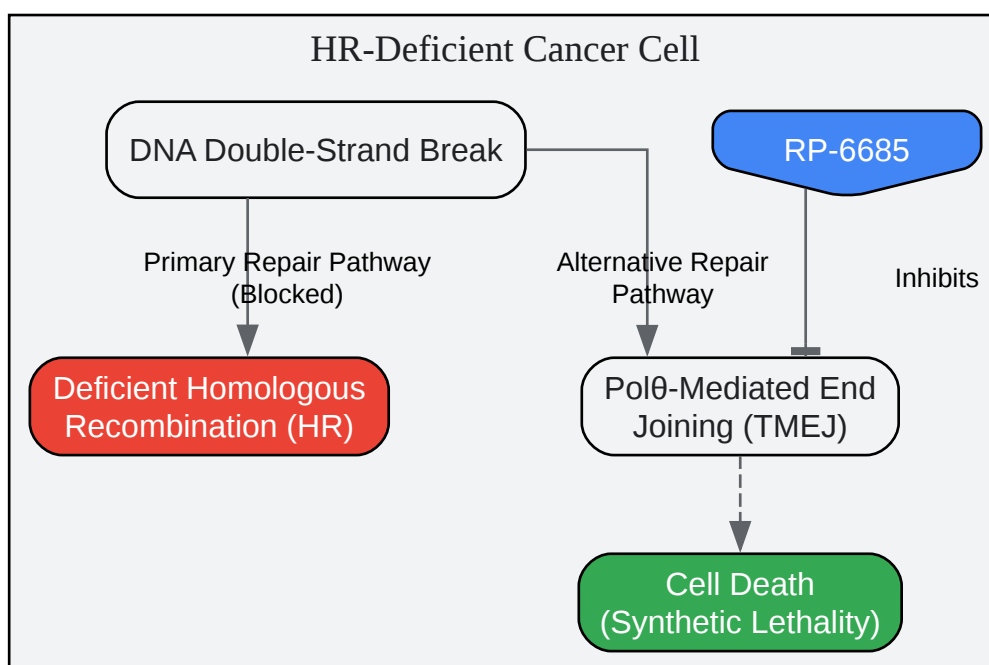 HR-Deficient Cancer Cell
DNA Double-Strand Break
RP-6685
Primary Repair Pathway
(Blocked)
Alternative Repair
Pathway
Inhibits
Deficient Homologous
Recombination (HR)
Polθ-Mediated End
Joining (TMEJ)
Cell Death
(Synthetic Lethality)